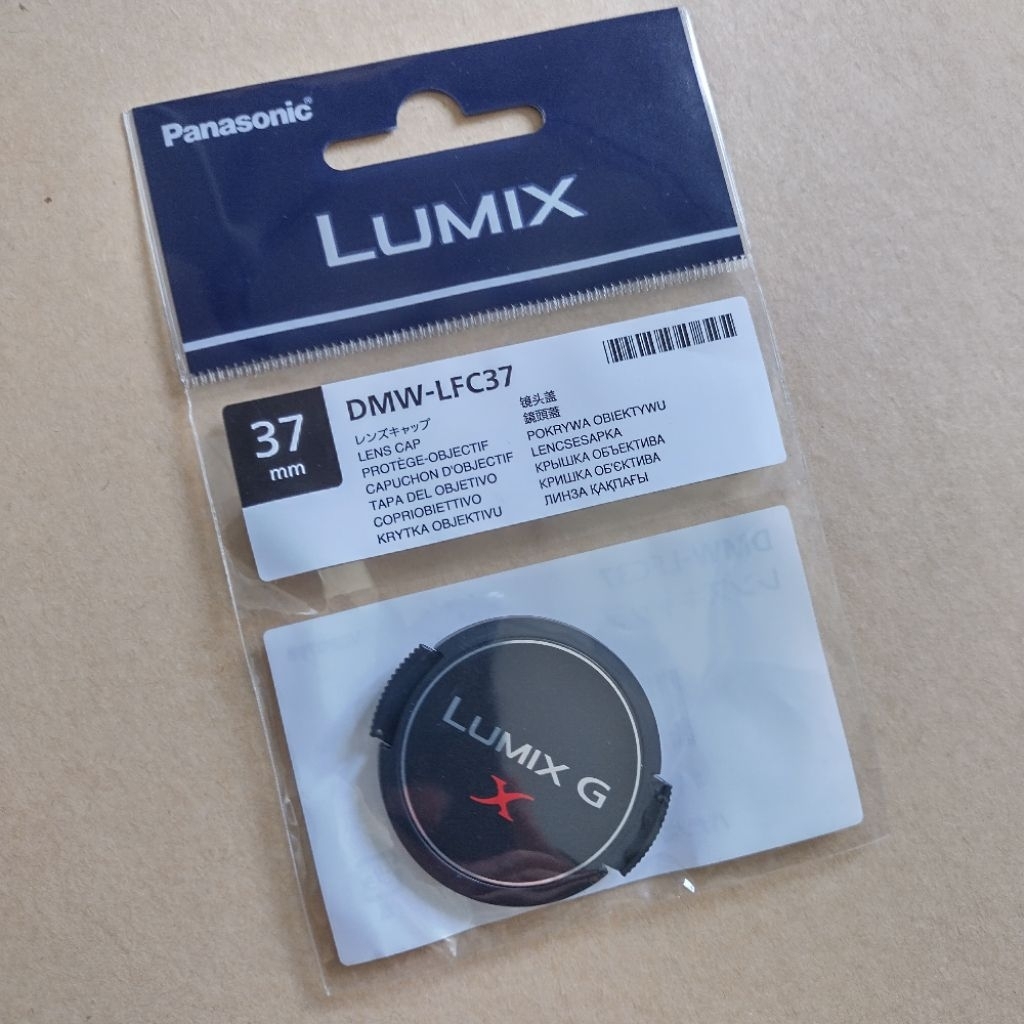 Panasonic®
LUMIX
37
mm
DMW-LFC37
レンズキャップ
LENS CAP
PROTÈGE-OBJECTIF
CAPUCHON D'OBJECTIF
TAPA DEL OBJETIVO
COPRIOBIETTIVO
KRYTKA OBJEKTIVU
镜头盖
鏡頭蓋
POKRYWA OBIEKTYWU
LENCSESAPKA
КРЫШКА ОБЪЕКТИВА
КРИШКА ОБ'ЄКТИВА
ЛИНЗА ҚАҚПАҒЫ
LUMIX G
X